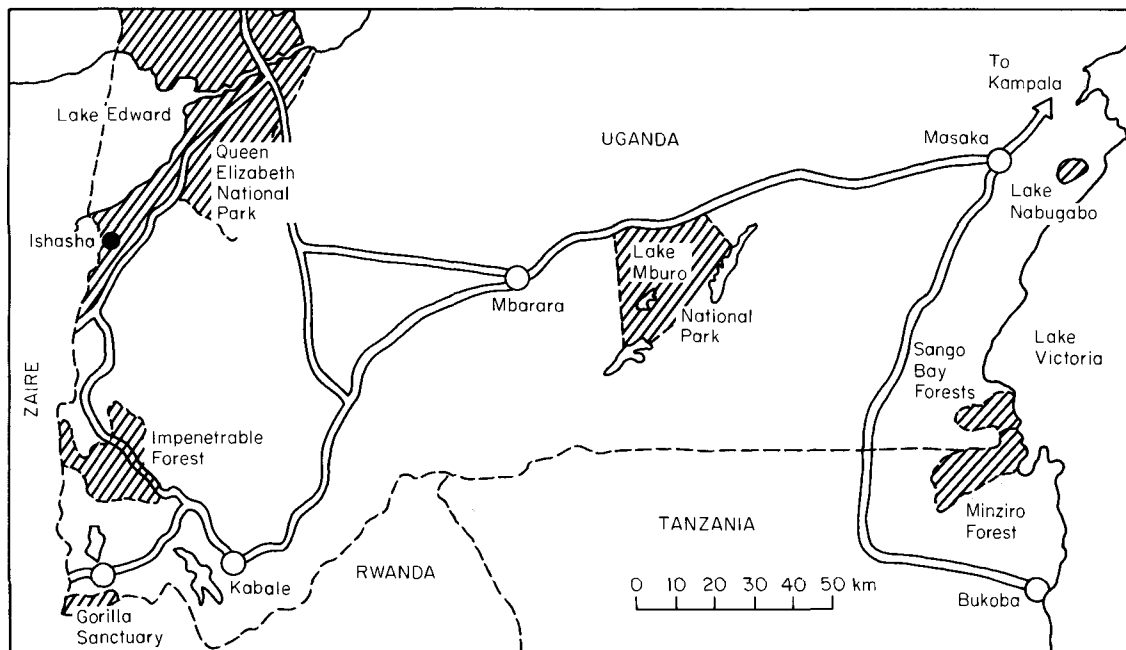 To
Kampala
Lake Edward
UGANDA
Masaka
Queen
Elizabeth
National
Park
Lake
Nabugabo
Ishasha
Lake
Mburo
Mbarara
National
Park
Sango
Bay
Forests
Lake
Victoria
ZAIRE
Impenetrable
Forest
Minziro
Forest
TANZANIA
RWANDA
Kabale
0 10 20 30 40 50 km
Bukoba
Gorilla
Sanctuary